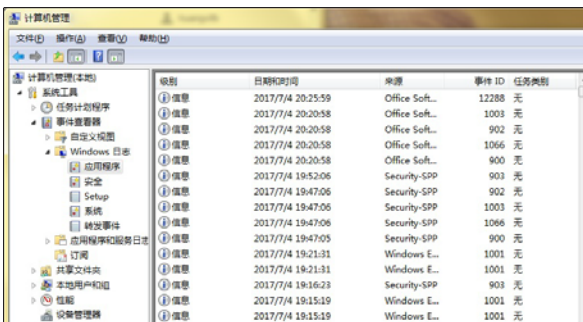 计算机管理
文件(F) 操作(A) 查看(V) 帮助(H)
计算机管理(本地)
系统工具
任务计划程序
事件查看器
自定义视图
Windows 日志
应用程序
安全
Setup
系统
转发事件
应用程序和服务日志
订阅
共享文件夹
本地用户和组
性能
设备管理器
级别 日期和时间 来源 事件 ID 任务类别
信息 2017/7/4 20:25:59 Office Soft... 12288 无
信息 2017/7/4 20:20:58 Office Soft... 1003 无
信息 2017/7/4 20:20:58 Office Soft... 902 无
信息 2017/7/4 20:20:58 Office Soft... 1066 无
信息 2017/7/4 20:20:58 Office Soft... 900 无
信息 2017/7/4 19:52:06 Security-SPP 903 无
信息 2017/7/4 19:47:06 Security-SPP 902 无
信息 2017/7/4 19:47:06 Security-SPP 1003 无
信息 2017/7/4 19:47:06 Security-SPP 1066 无
信息 2017/7/4 19:47:05 Security-SPP 900 无
信息 2017/7/4 19:21:31 Windows E... 1001 无
信息 2017/7/4 19:21:31 Windows E... 1001 无
信息 2017/7/4 19:16:23 Security-SPP 903 无
信息 2017/7/4 19:15:19 Windows E... 1001 无
信息 2017/7/4 19:15:19 Windows E... 1001 无